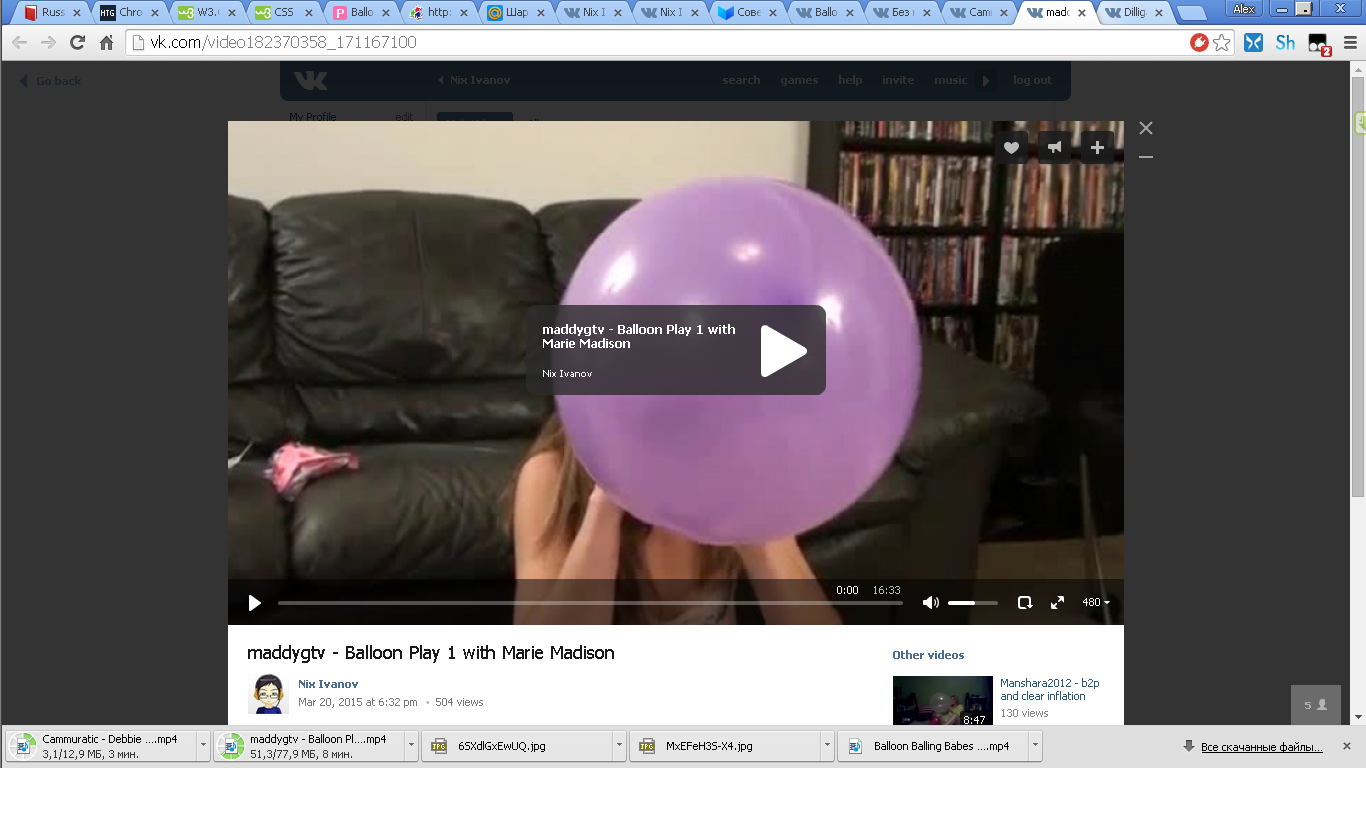 Russ
HTG Chro
W3.
CSS
Ballo
http:
Шар
Nix I
Nix I
Сове
Ballo
Без
Cam
madd
Dillig
Alex
vk.com/video182370358_171167100
Sh
2
Go back
Nix Ivanov
search
games
help
invite
music
log out
My Profile
edit
maddygtv - Balloon Play 1 with
Marie Madison
Nix Ivanov
0:00
16:33
480
maddygtv - Balloon Play 1 with Marie Madison
Nix Ivanov
Mar 20, 2015 at 6:32 pm
504 views
Other videos
Manshara2012 - b2p
and clear inflation
130 views
8:47
5
Cammuratic - Debbie ....mp4
3,1/12,9 МБ, 3 мин.
maddygtv - Balloon Pl....mp4
51,3/77,9 МБ, 8 мин.
6SXdlGxEwUQ.jpg
MxEFeH3S-X4.jpg
Balloon Balling Babes ....mp4
Все скачанные файлы...